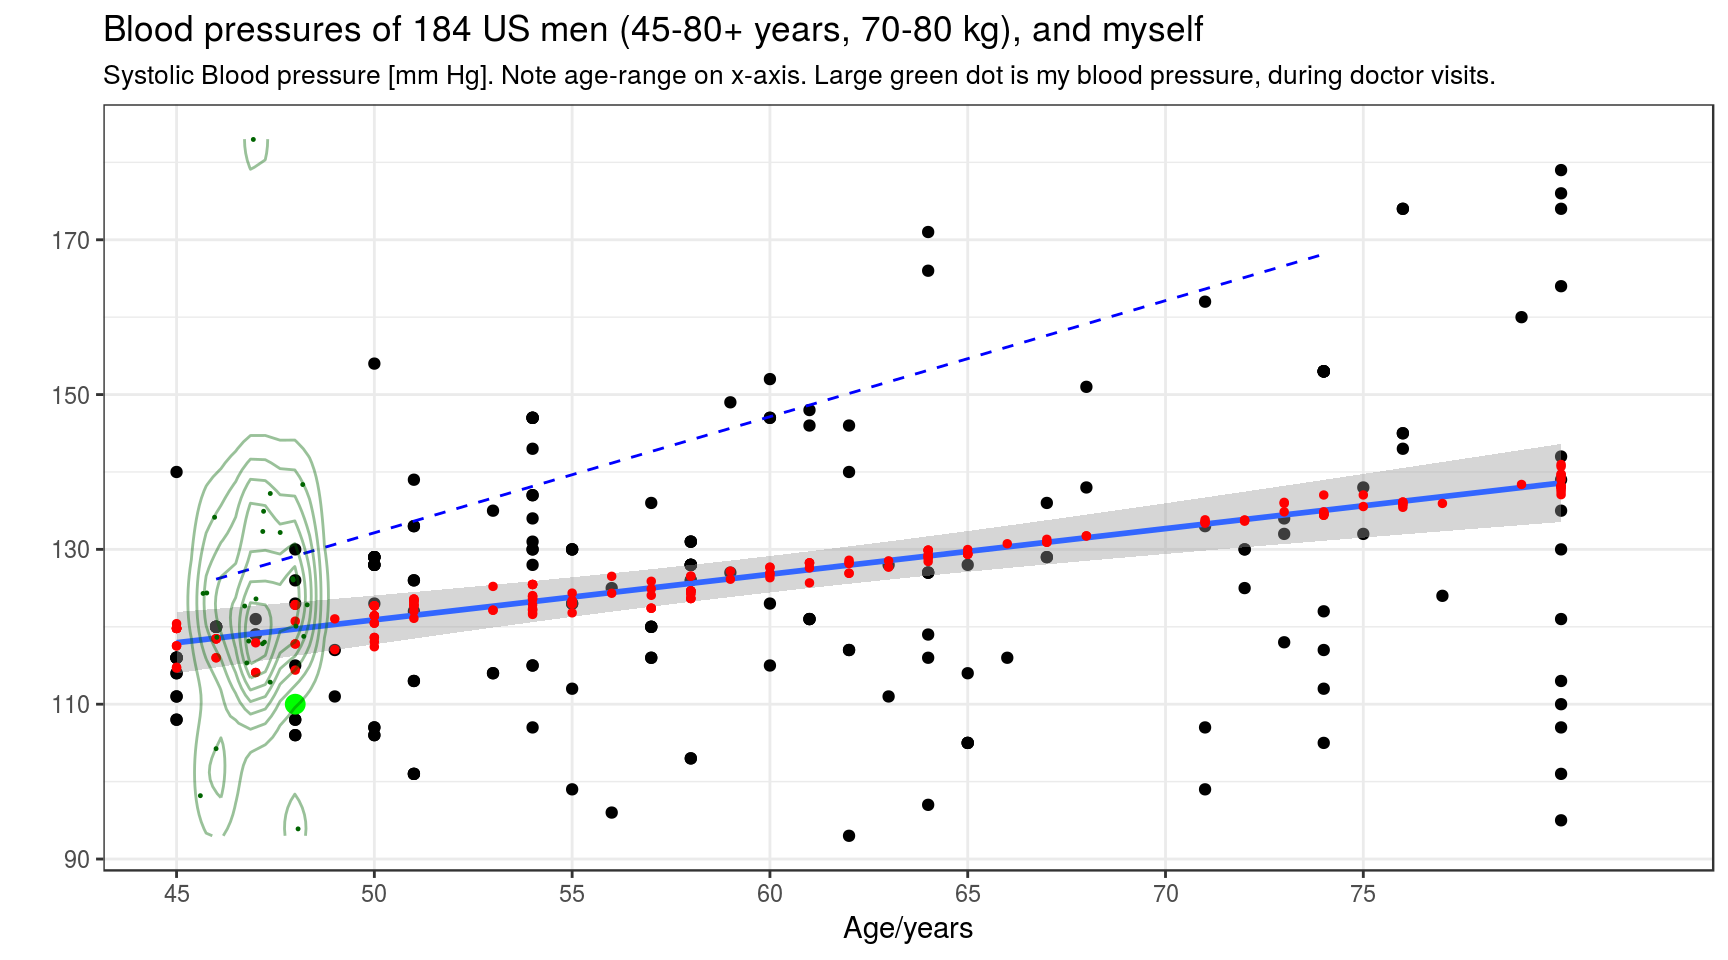 Blood pressures of 184 US men (45-80+ years, 70-80 kg), and myself
Systolic Blood pressure [mm Hg]. Note age-range on x-axis. Large green dot is my blood pressure, during doctor visits.
170
150
130
110
90
45 50 55 60 65 70 75
Age/years